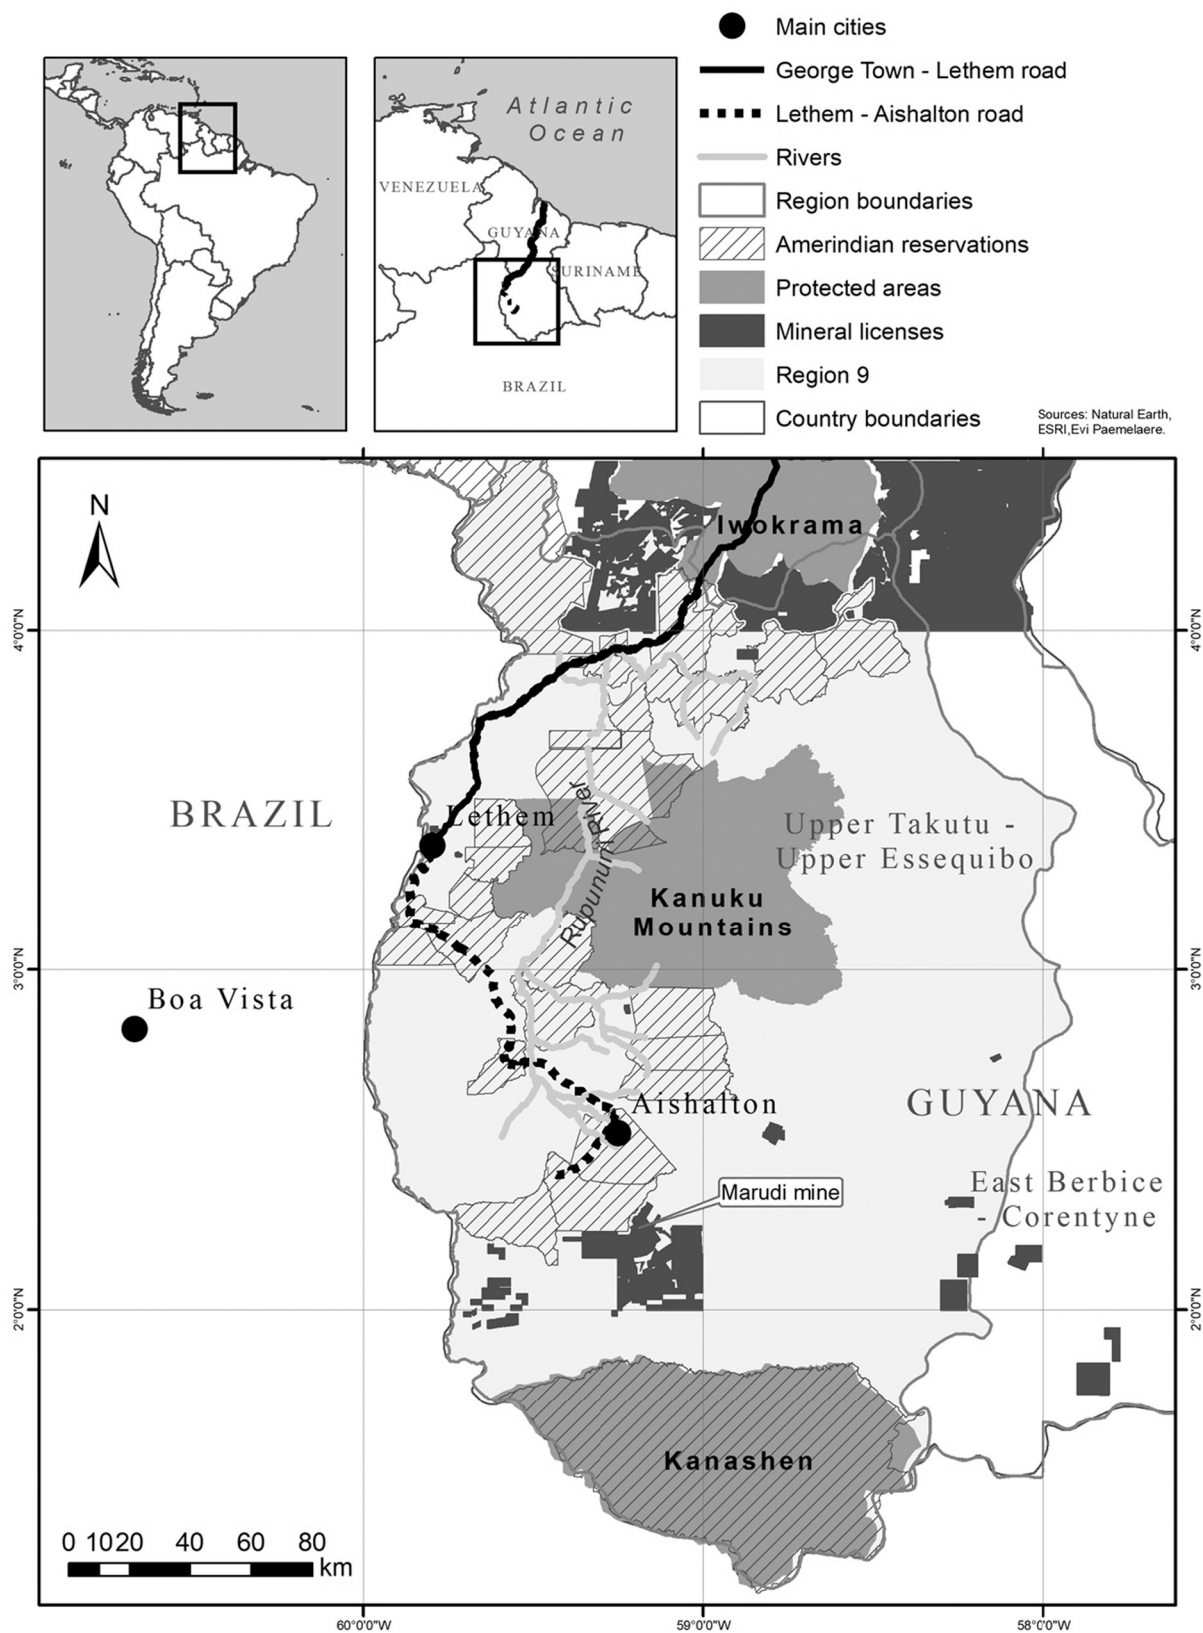 Main cities
George Town - Lethem road
Lethem - Aishalton road
Rivers
Region boundaries
Amerindian reservations
Protected areas
Mineral licenses
Region 9
Country boundaries
Sources: Natural Earth,
ESRI,Evi Paemelaere.
Atlantic
Ocean
VENEZUELA
GUYANA
SURINAME
BRAZIL
N
Iwokrama
4°0'0"N
4°0'0"N
BRAZIL
Lethem
Rupununi River
Upper Takutu -
Upper Essequibo
Kanuku
Mountains
3°0'0"N
3°0'0"N
Boa Vista
Aishalton
GUYANA
Marudi mine
East Berbice
- Corentyne
2°0'0"N
2°0'0"N
Kanashen
0 10 20 40 60 80
km
60°0'0"W
59°0'0"W
58°0'0"W